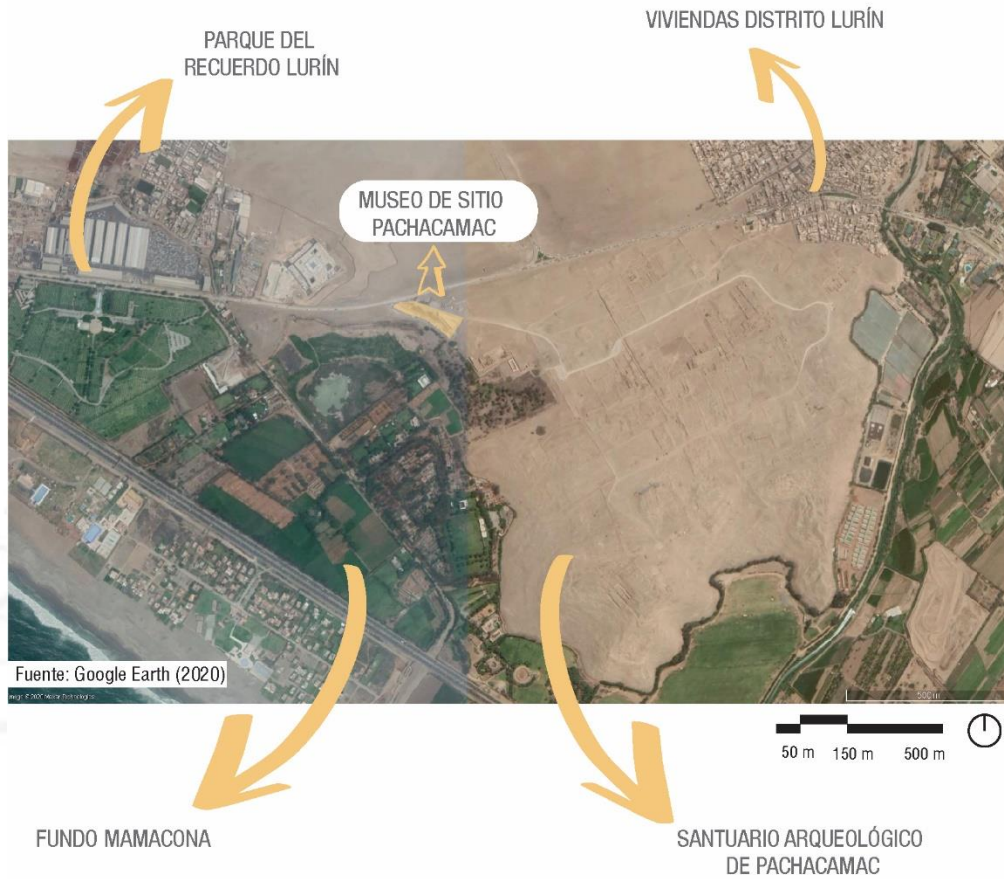 PARQUE DEL
RECUERDO LURÍN
VIVIENDAS DISTRITO LURÍN
MUSEO DE SITIO
PACHACAMAC
Fuente: Google Earth (2020)
500 m
50 m
150 m
500 m
FUNDO MAMACONA
SANTUARIO ARQUEOLÓGICO
DE PACHACAMAC